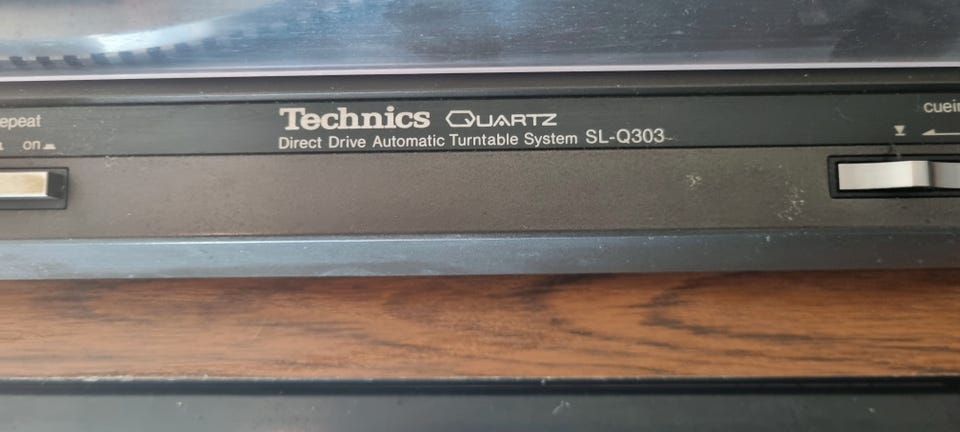 epeat
on
Technics QUARTZ
Direct Drive Automatic Turntable System SL-Q303
cuein